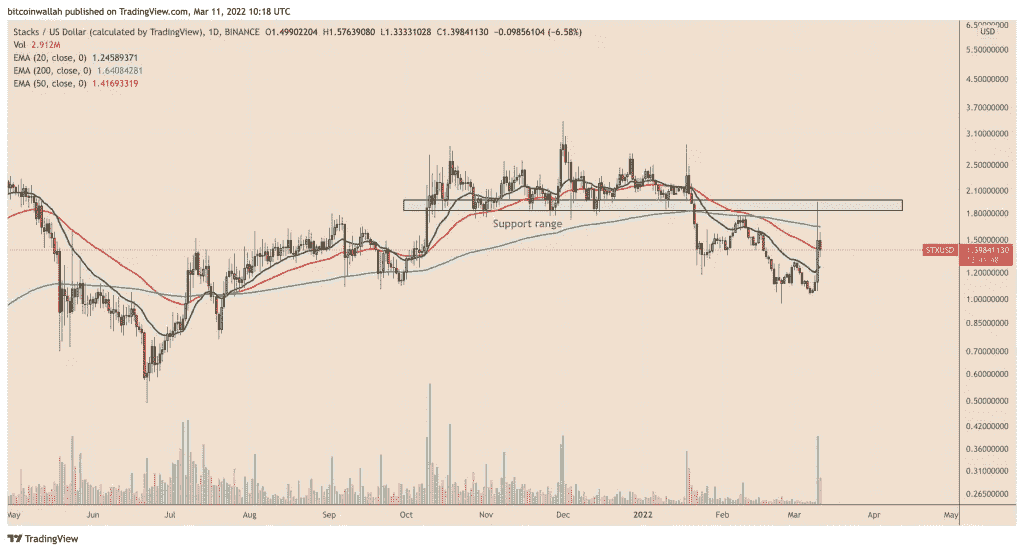 bitcoinwallah published on TradingView.com, Mar 11, 2022 10:18 UTC
Stacks / US Dollar (calculated by TradingView), 1D, BINANCE O1.49902204 H1.57639080 L1.33331028 C1.39841130 −0.09856104 (−6.58%)
Vol 2.912M
EMA (20, close, 0) 1.24589371
EMA (200, close, 0) 1.64084281
EMA (50, close, 0) 1.41693319
USD
5.50000000
4.50000000
3.70000000
3.10000000
2.50000000
2.10000000
1.80000000
Support range
1.50000000
STXUSD 1.39841130
1.20000000
1.00000000
0.85000000
0.70000000
0.60000000
0.50000000
0.42000000
0.36000000
0.31000000
0.26500000
May Jun Jul Aug Sep Oct Nov Dec 2022 Feb Mar Apr May
TradingView